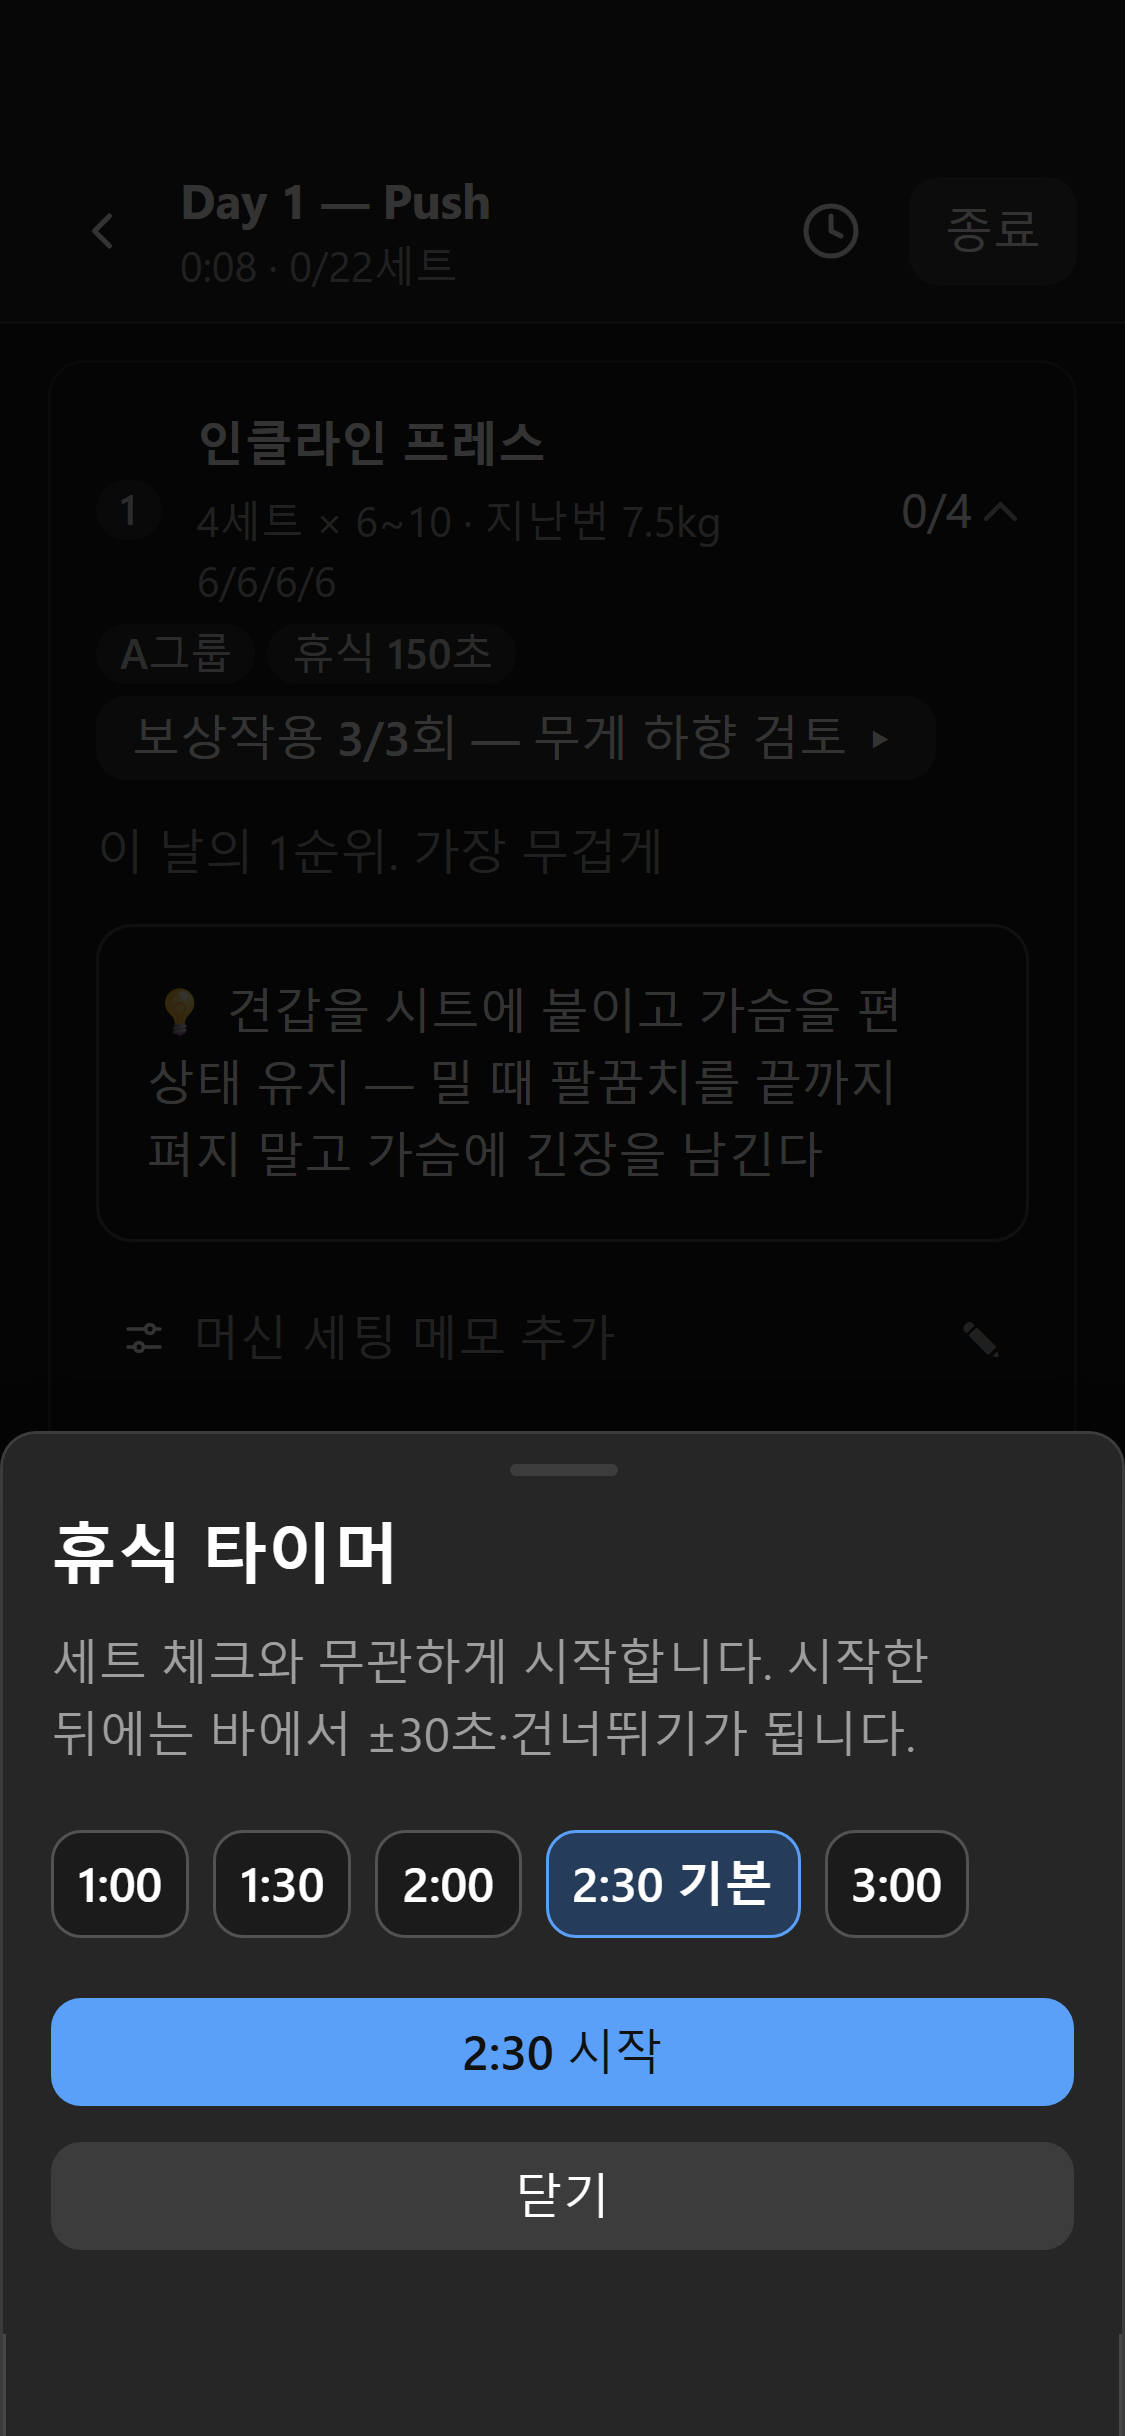 Day 1 — Push
0:08 · 0/22세트
종료
인클라인 프레스
1
4세트 × 6~10 · 지난번 7.5kg
6/6/6/6
0/4
A그룹
휴식 150초
보상작용 3/3회 — 무게 하향 검토 ▸
이 날의 1순위. 가장 무겁게
💡 견갑을 시트에 붙이고 가슴을 편
상태 유지 — 밀 때 팔꿈치를 끝까지
펴지 말고 가슴에 긴장을 남긴다
머신 세팅 메모 추가
휴식 타이머
세트 체크와 무관하게 시작합니다. 시작한
뒤에는 바에서 ±30초·건너뛰기가 됩니다.
1:00
1:30
2:00
2:30 기본
3:00
2:30 시작
닫기